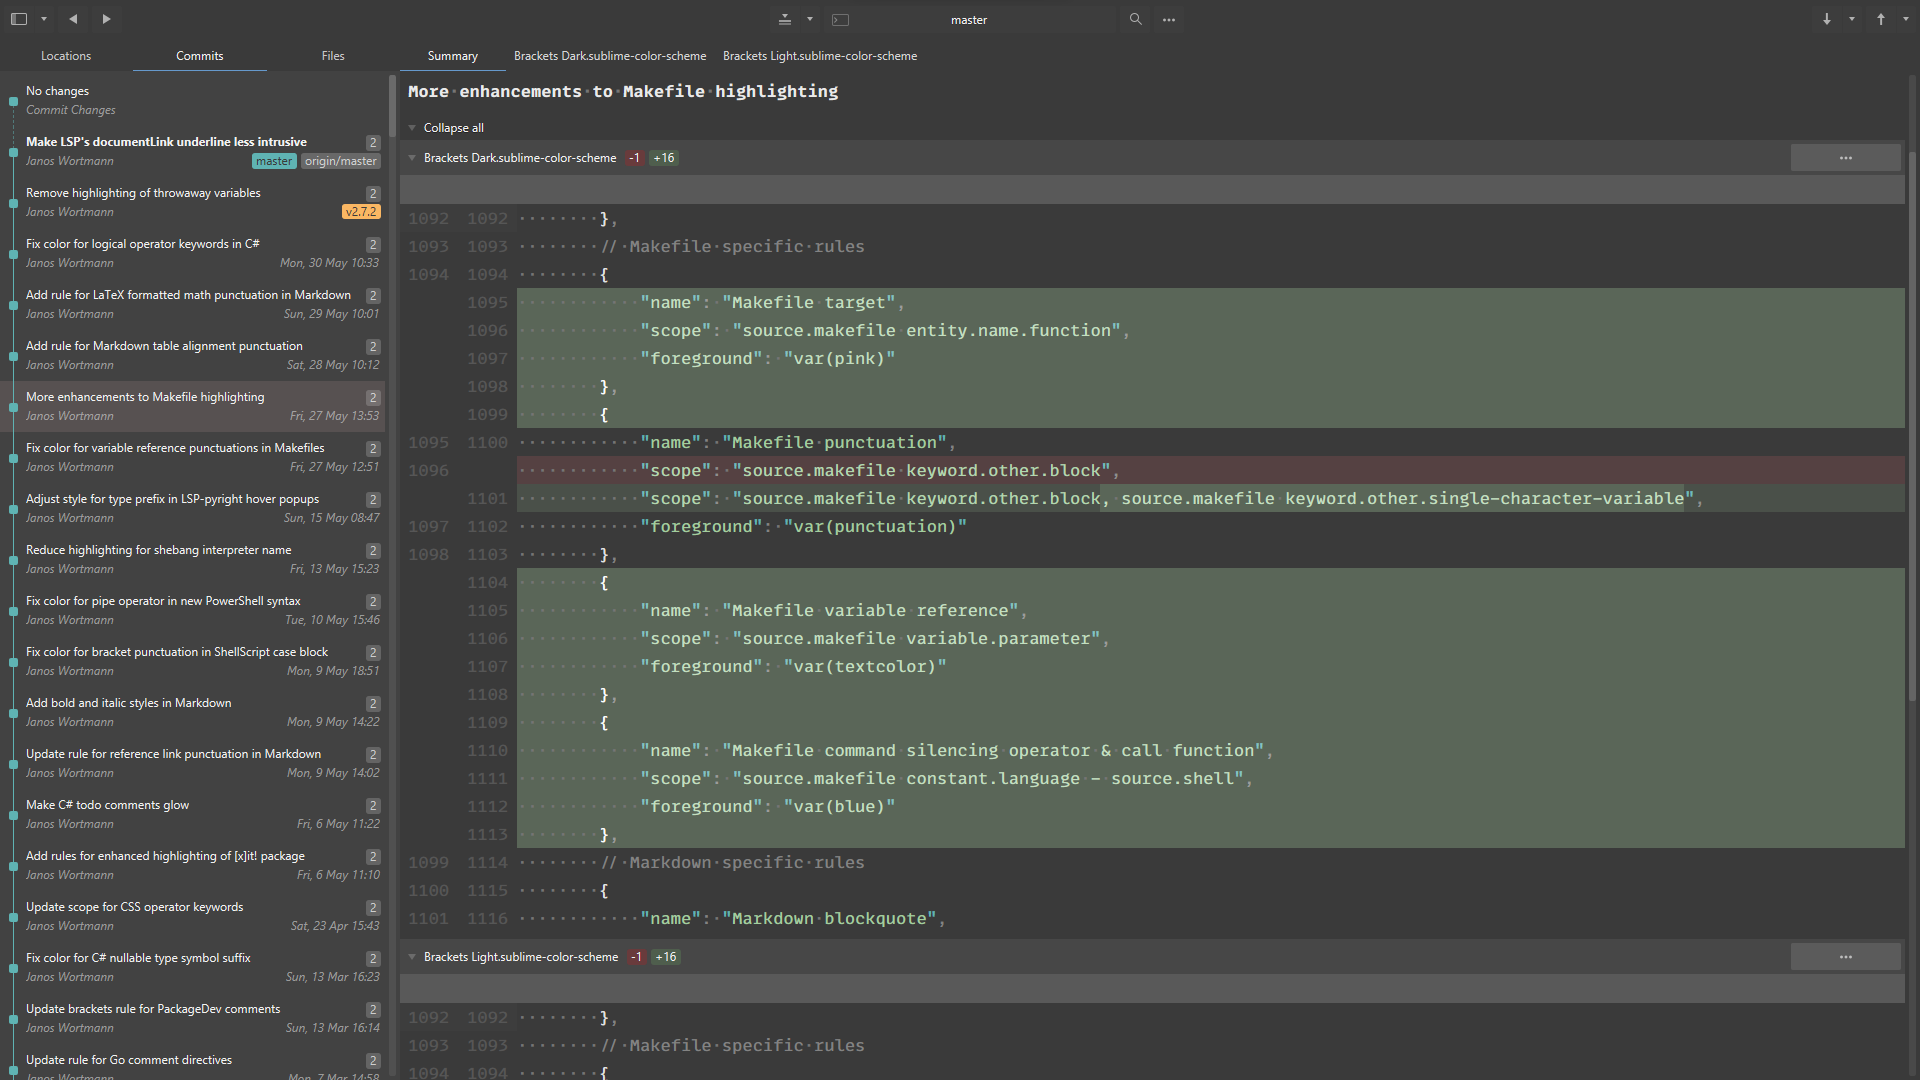 master
Locations
Commits
Files
Summary
Brackets Dark.sublime-color-scheme
Brackets Light.sublime-color-scheme
No changes
Commit Changes
Make LSP's documentLink underline less intrusive 2
Janos Wortmann master origin/master
Remove highlighting of throwaway variables 2
Janos Wortmann v2.7.2
Fix color for logical operator keywords in C# 2
Janos Wortmann Mon, 30 May 10:33
Add rule for LaTeX formatted math punctuation in Markdown 2
Janos Wortmann Sun, 29 May 10:01
Add rule for Markdown table alignment punctuation 2
Janos Wortmann Sat, 28 May 10:12
More enhancements to Makefile highlighting 2
Janos Wortmann Fri, 27 May 13:53
Fix color for variable reference punctuations in Makefiles 2
Janos Wortmann Fri, 27 May 12:51
Adjust style for type prefix in LSP-pyright hover popups 2
Janos Wortmann Sun, 15 May 08:47
Reduce highlighting for shebang interpreter name 2
Janos Wortmann Fri, 13 May 15:23
Fix color for pipe operator in new PowerShell syntax 2
Janos Wortmann Tue, 10 May 15:46
Fix color for bracket punctuation in ShellScript case block 2
Janos Wortmann Mon, 9 May 18:51
Add bold and italic styles in Markdown 2
Janos Wortmann Mon, 9 May 14:22
Update rule for reference link punctuation in Markdown 2
Janos Wortmann Mon, 9 May 14:02
Make C# todo comments glow 2
Janos Wortmann Fri, 6 May 11:22
Add rules for enhanced highlighting of [x]it! package 2
Janos Wortmann Fri, 6 May 11:10
Update scope for CSS operator keywords 2
Janos Wortmann Sat, 23 Apr 15:43
Fix color for C# nullable type symbol suffix 2
Janos Wortmann Sun, 13 Mar 16:23
Update brackets rule for PackageDev comments 2
Janos Wortmann Sun, 13 Mar 16:14
Update rule for Go comment directives 2
Janos Wortmann Mon, 7 Mar 14:58
More enhancements to Makefile highlighting
Collapse all
Brackets Dark.sublime-color-scheme -1 +16
1092 1092 },
1093 1093 // Makefile specific rules
1094 1094 {
1095 "name": "Makefile target",
1096 "scope": "source.makefile entity.name.function",
1097 "foreground": "var(pink)"
1098 },
1099 {
1095 1100 "name": "Makefile punctuation",
1096 "scope": "source.makefile keyword.other.block",
1101 "scope": "source.makefile keyword.other.block, source.makefile keyword.other.single-character-variable",
1097 1102 "foreground": "var(punctuation)"
1098 1103 },
1104 {
1105 "name": "Makefile variable reference",
1106 "scope": "source.makefile variable.parameter",
1107 "foreground": "var(textcolor)"
1108 },
1109 {
1110 "name": "Makefile command silencing operator & call function",
1111 "scope": "source.makefile constant.language - source.shell",
1112 "foreground": "var(blue)"
1113 },
1099 1114 // Markdown specific rules
1100 1115 {
1101 1116 "name": "Markdown blockquote",
Brackets Light.sublime-color-scheme -1 +16
1092 1092 },
1093 1093 // Makefile specific rules
1094 1094 {